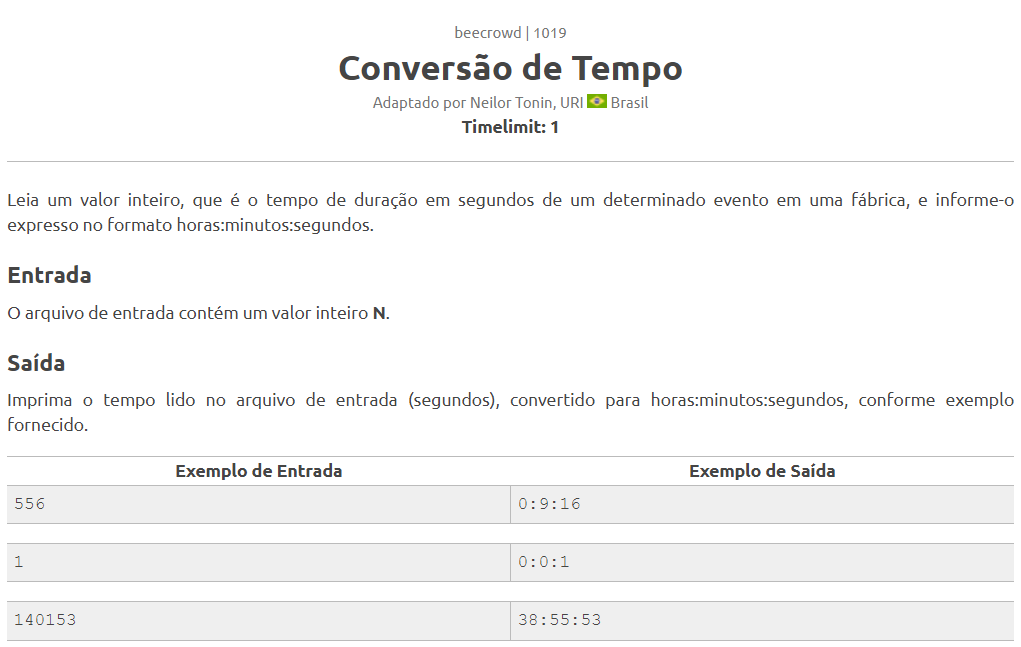 beecrowd | 1019
Conversão de Tempo
Adaptado por Neilor Tonin, URI Brasil
Timelimit: 1
Leia um valor inteiro, que é o tempo de duração em segundos de um determinado evento em uma fábrica, e informe-o
expresso no formato horas:minutos:segundos.
Entrada
O arquivo de entrada contém um valor inteiro N.
Saída
Imprima o tempo lido no arquivo de entrada (segundos), convertido para horas:minutos:segundos, conforme exemplo
fornecido.
Exemplo de Entrada Exemplo de Saída
556 0:9:16
1 0:0:1
140153 38:55:53